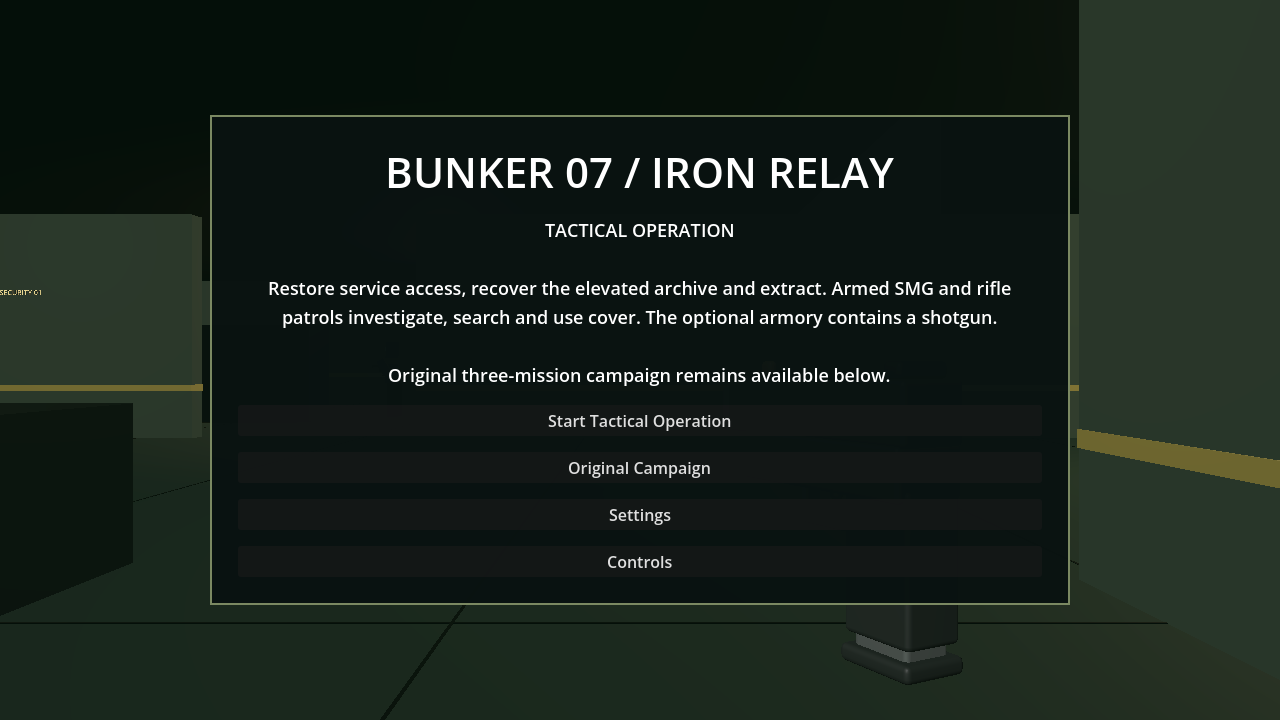 BUNKER 07 / IRON RELAY
TACTICAL OPERATION
Restore service access, recover the elevated archive and extract. Armed SMG and rifle
patrols investigate, search and use cover. The optional armory contains a shotgun.
Original three-mission campaign remains available below.
SECURITY 01
Start Tactical Operation
Original Campaign
Settings
Controls